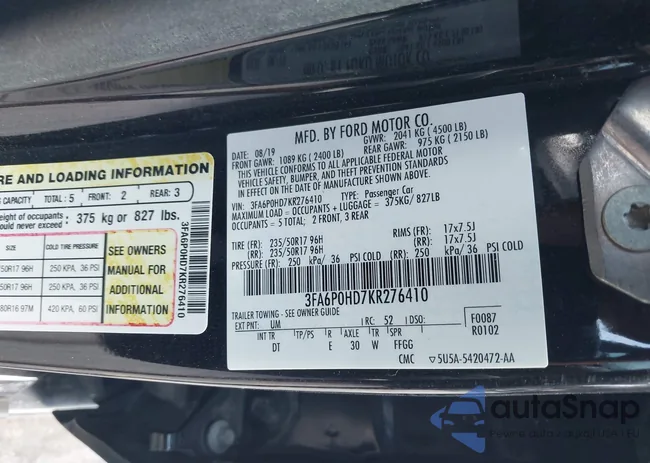 MFD. BY FORD MOTOR CO.
DATE: 08/19
GVWR: 2041 KG ( 4500 LB)
FRONT GAWR: 1089 KG ( 2400 LB)
REAR GAWR: 975 KG ( 2150 LB)
THIS VEHICLE CONFORMS TO ALL APPLICABLE FEDERAL MOTOR
VEHICLE SAFETY, BUMPER, AND THEFT PREVENTION STANDARDS
IN EFFECT ON THE DATE OF MANUFACTURE SHOWN ABOVE.
VIN: 3FA6P0HD7KR276410 TYPE: Passenger Car
MAXIMUM LOAD = OCCUPANTS + LUGGAGE = 375KG/ 827LB
OCCUPANTS = 5 TOTAL; 2 FRONT, 3 REAR
TIRE (FR): 235/50R17 96H RIMS (FR): 17x7.5J
TIRE (RR): 235/50R17 96H RIMS (RR): 17x7.5J
PRESSURE (FR): 250 kPa/ 36 PSI COLD
3FA6P0HD7KR276410
TRAILER TOWING - SEE OWNER GUIDE
EXT PNT: UM RC: 52 DSO: F0087
R0102
INT TR TP/PS R AXLE TR SPR
DT E 30 W FFGG
CMC ▽5U5A-5420472-AA
RE AND LOADING INFORMATION
CAPACITY TOTAL: 5 FRONT: 2 REAR: 3
eight of occupants
uld never exceed: 375 kg or 827 lbs.
SIZE COLD TIRE PRESSURE
50R17 96H 250 KPA, 36 PSI
50R17 96H 250 KPA, 36 PSI
80R16 97M 420 KPA, 60 PSI
SEE OWNERS
MANUAL FOR
ADDITIONAL
INFORMATION
3FA6P0HD7KR276410
autoSnap